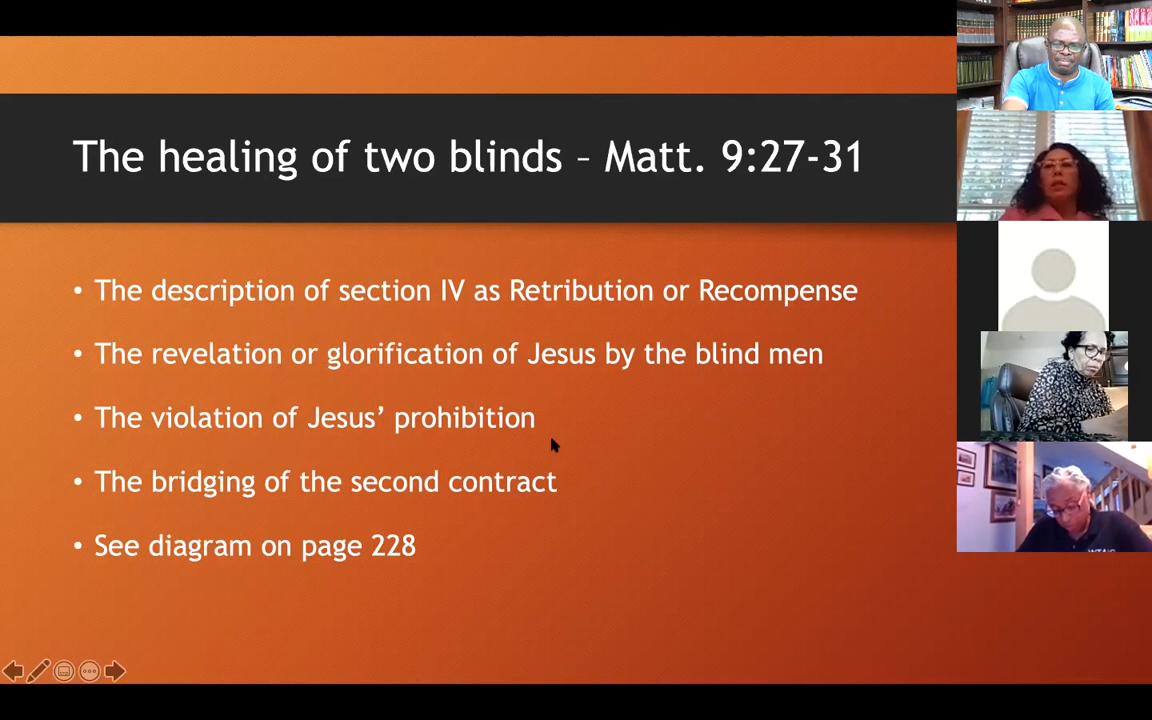 The healing of two blinds – Matt. 9:27-31
• The description of section IV as Retribution or Recompense
• The revelation or glorification of Jesus by the blind men
• The violation of Jesus’ prohibition
• The bridging of the second contract
• See diagram on page 228